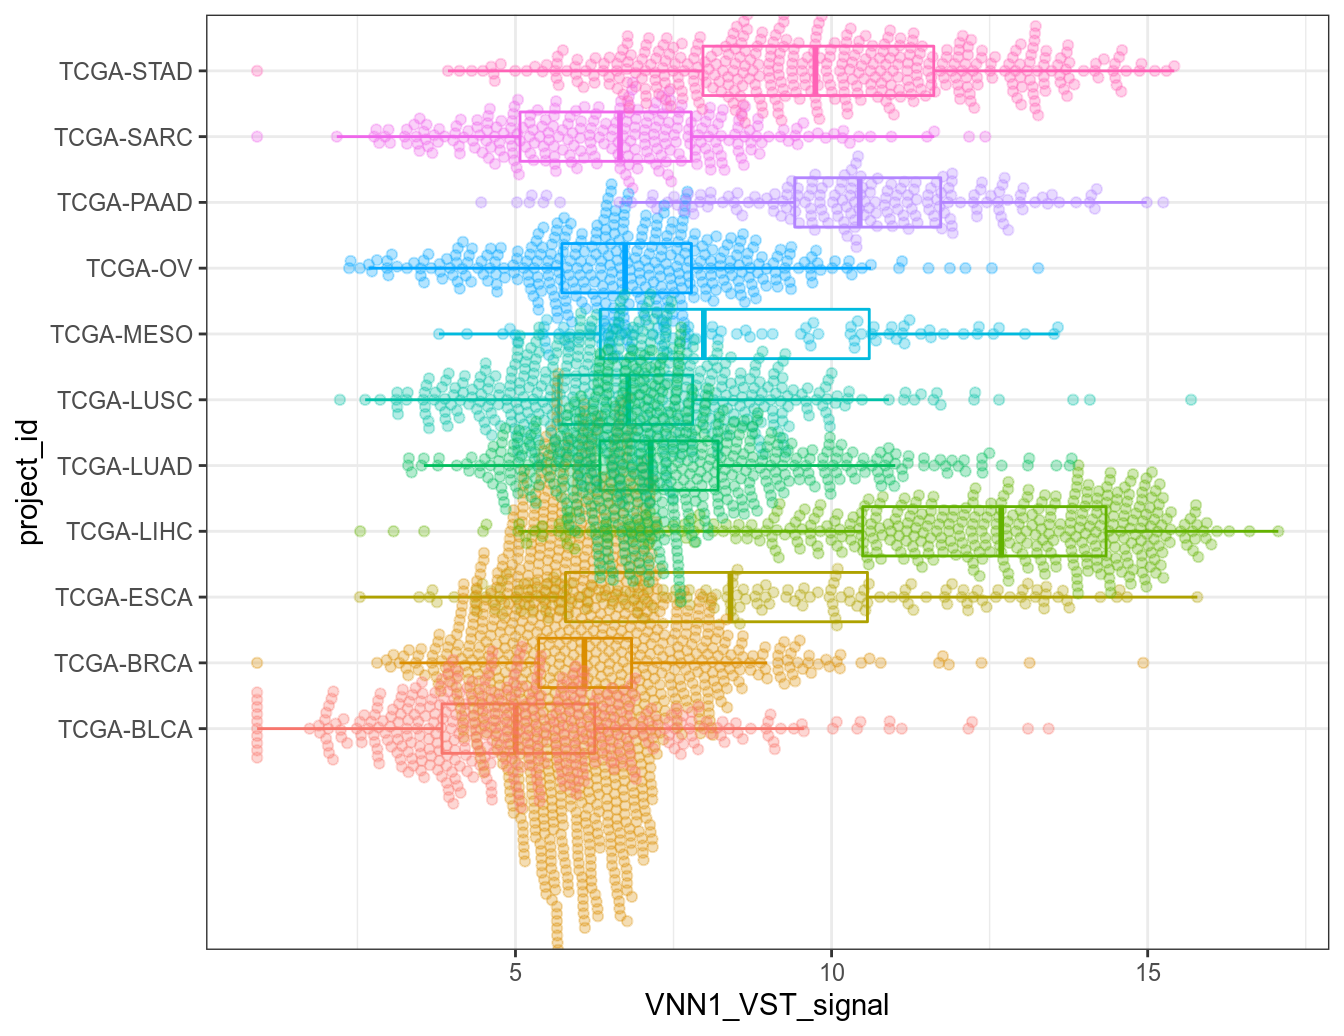 TCGA-STAD
TCGA-SARC
TCGA-PAAD
TCGA-OV
TCGA-MESO
TCGA-LUSC
TCGA-LUAD
TCGA-LIHC
TCGA-ESCA
TCGA-BRCA
TCGA-BLCA
project_id
5 10 15
VNN1_VST_signal